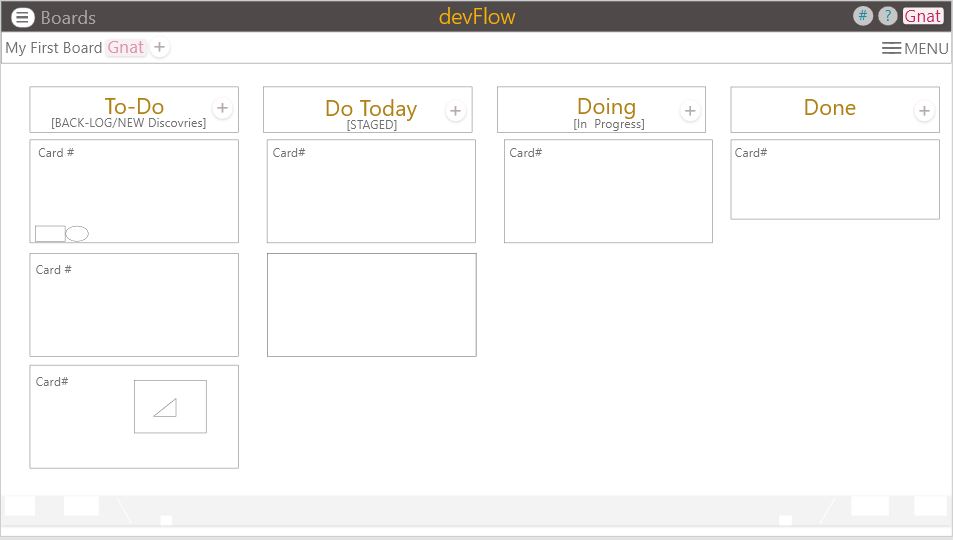 Boards devFlow # ? Gnat
My First Board Gnat + MENU
To-Do +
[BACK-LOG/NEW Discovries]
Do Today +
[STAGED]
Doing +
[In Progress]
Done +
Card #
Card#
Card#
Card#
Card #
Card#